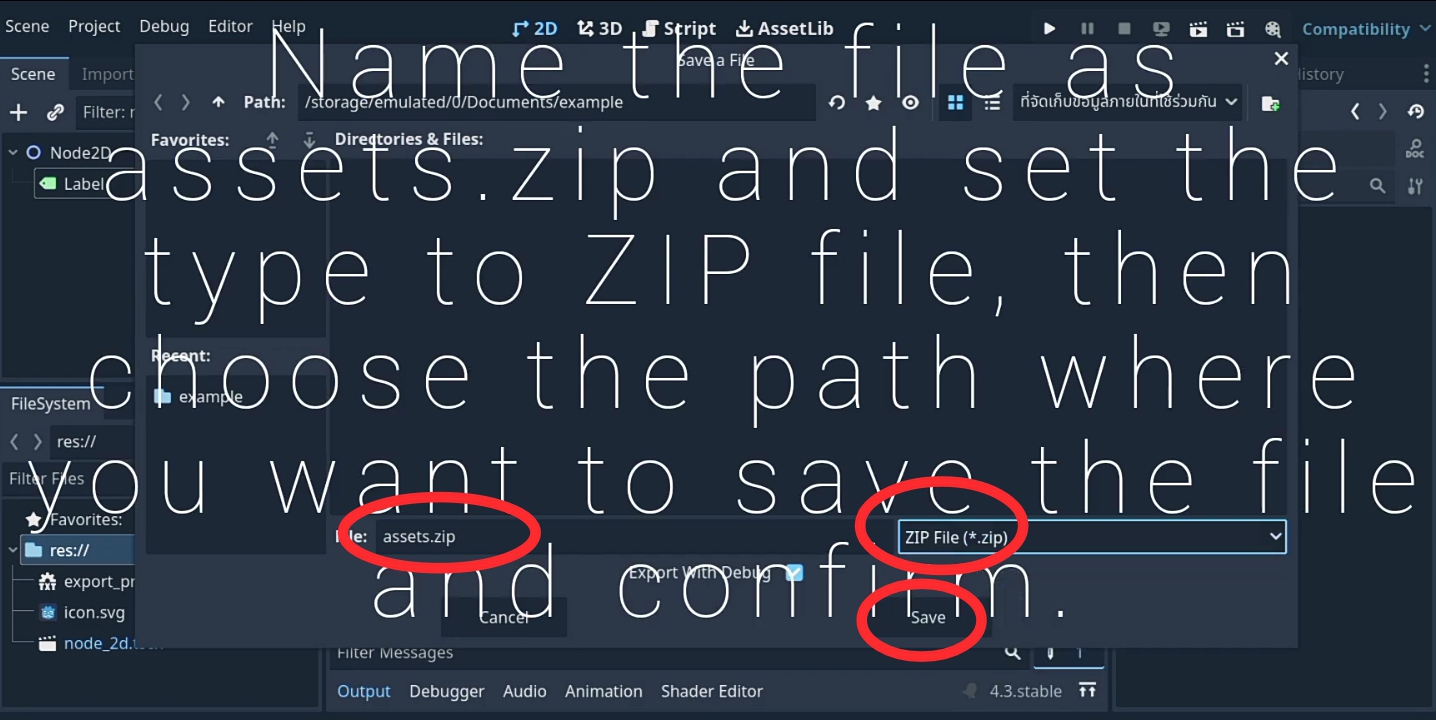 Scene Project Debug Editor Help
2D 3D Script AssetLib
Compatibility
Name the file as
assets.zip and set the
type to ZIP file, then
choose the path where
you want to save the file
and confirm.
Save a File
Scene Import
History
Path: /storage/emulated/0/Documents/example
ที่จัดเก็บข้อมูลภายในที่ใช้ร่วมกัน
Filter:
Favorites:
Directories & Files:
Node2D
DOC
Label
Recent:
example
FileSystem
res://
Filter Files
Favorites:
res://
export_pr
icon.svg
node_2d.tscn
File: assets.zip
ZIP File (*.zip)
Export With Debug
Cancel
Save
Filter Messages
1
Output Debugger Audio Animation Shader Editor
4.3.stable